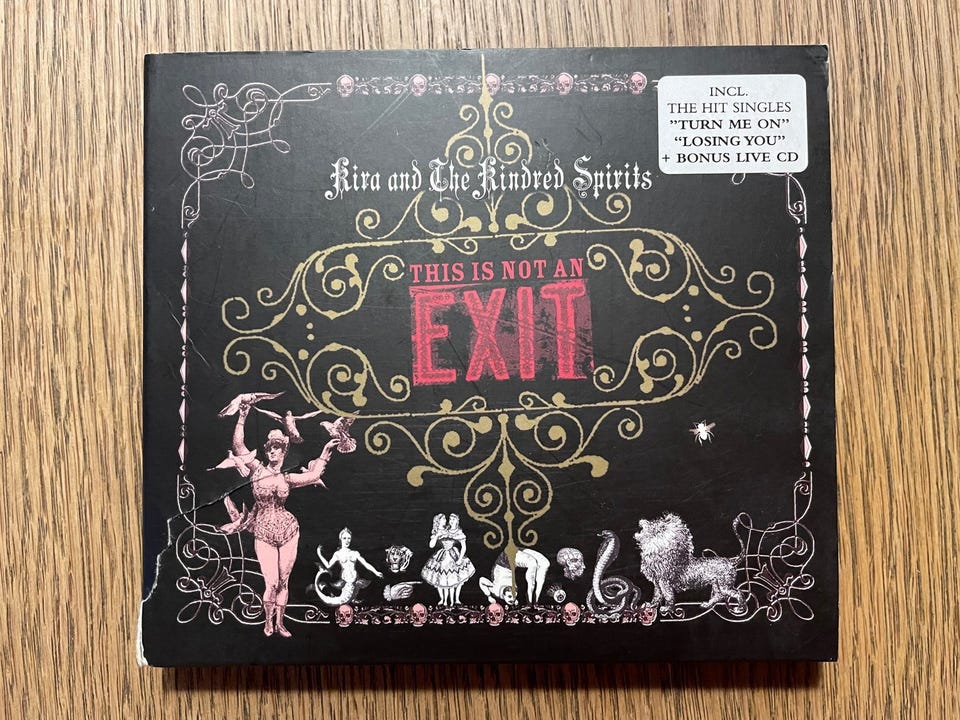 INCL.
THE HIT SINGLES
"TURN ME ON"
"LOSING YOU"
+ BONUS LIVE CD
Kira and The Kindred Spirits
THIS IS NOT AN
EXIT